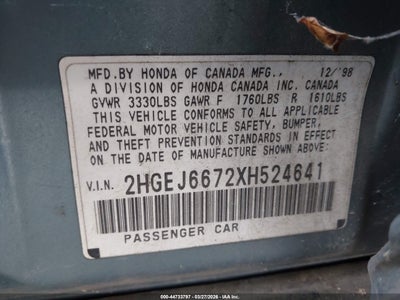 MFD.BY HONDA OF CANADA MFG., 12/'98
A DIVISION OF HONDA CANADA INC. CANADA
GVWR 3330LBS GAWR F 1760LBS R 1610LBS
THIS VEHICLE CONFORMS TO ALL APPLICABLE
FEDERAL MOTOR VEHICLE SAFETY, BUMPER,
AND THEFT PREVENTION STANDARDS IN EFFECT
ON THE DATE OF MANUFACTURE SHOWN ABOVE.
V.I.N. 2HGEJ6672XH524641
PASSENGER CAR
000-44733797 - 03/27/2026 - IAAI.com